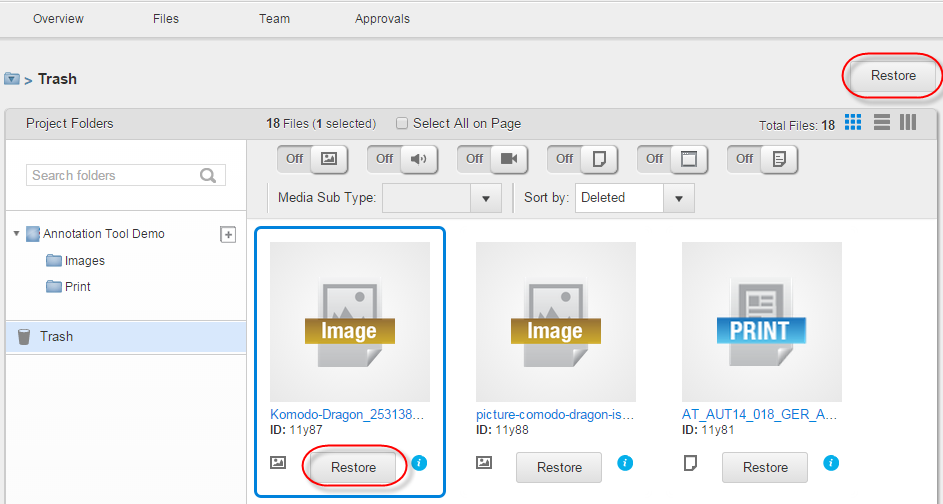 Overview Files Team Approvals
> Trash
Restore
Project Folders
18 Files (1 selected) Select All on Page Total Files: 18
Off Off Off Off Off Off
Search folders
Media Sub Type: Sort by: Deleted
Annotation Tool Demo
Images
Print
Trash
Image Image PRINT
Komodo-Dragon_253138... picture-comodo-dragon-is... AT_AUT14_018_GER_A...
ID: 11y87 ID: 11y88 ID: 11y81
Restore Restore Restore